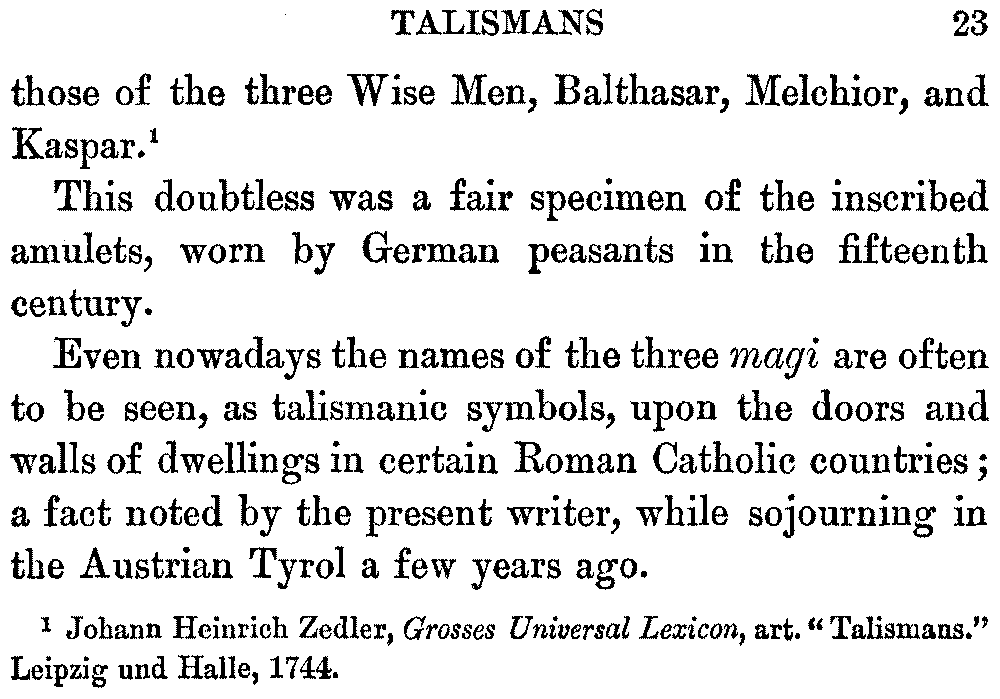 TALISMANS 23
those of the three Wise Men, Balthasar, Melchior, and
Kaspar.¹
This doubtless was a fair specimen of the inscribed
amulets, worn by German peasants in the fifteenth
century.
Even nowadays the names of the three magi are often
to be seen, as talismanic symbols, upon the doors and
walls of dwellings in certain Roman Catholic countries;
a fact noted by the present writer, while sojourning in
the Austrian Tyrol a few years ago.
¹ Johann Heinrich Zedler, Grosses Universal Lexicon, art. “Talismans.”
Leipzig und Halle, 1744.